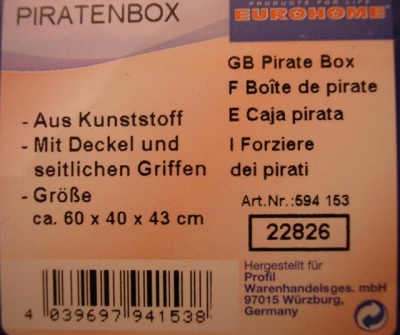 PIRATENBOX
PRODUCTS FOR LIFE
EUROHOME
GB Pirate Box
F Boîte de pirate
E Caja pirata
I Forziere
dei pirati
- Aus Kunststoff
- Mit Deckel und
seitlichen Griffen
- Größe
ca. 60 x 40 x 43 cm
Art.Nr.:594 153
22826
Hergestellt für
Profil
Warenhandelsges. mbH
97015 Würzburg,
Germany
4 039697 941538